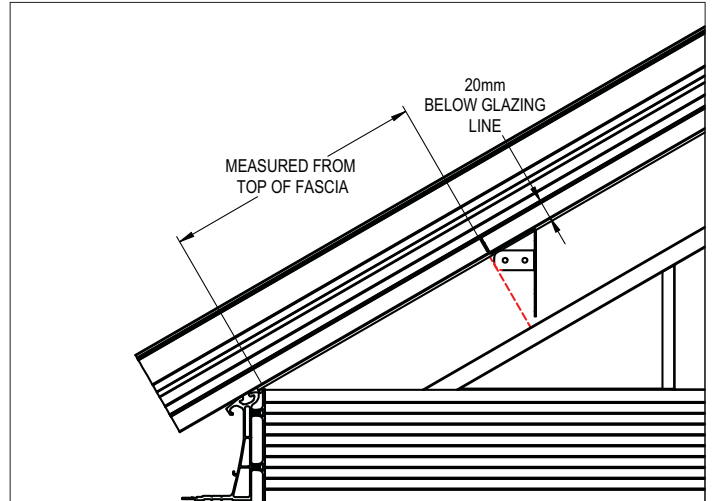 20mm
BELOW GLAZING
LINE
MEASURED FROM
TOP OF FASCIA